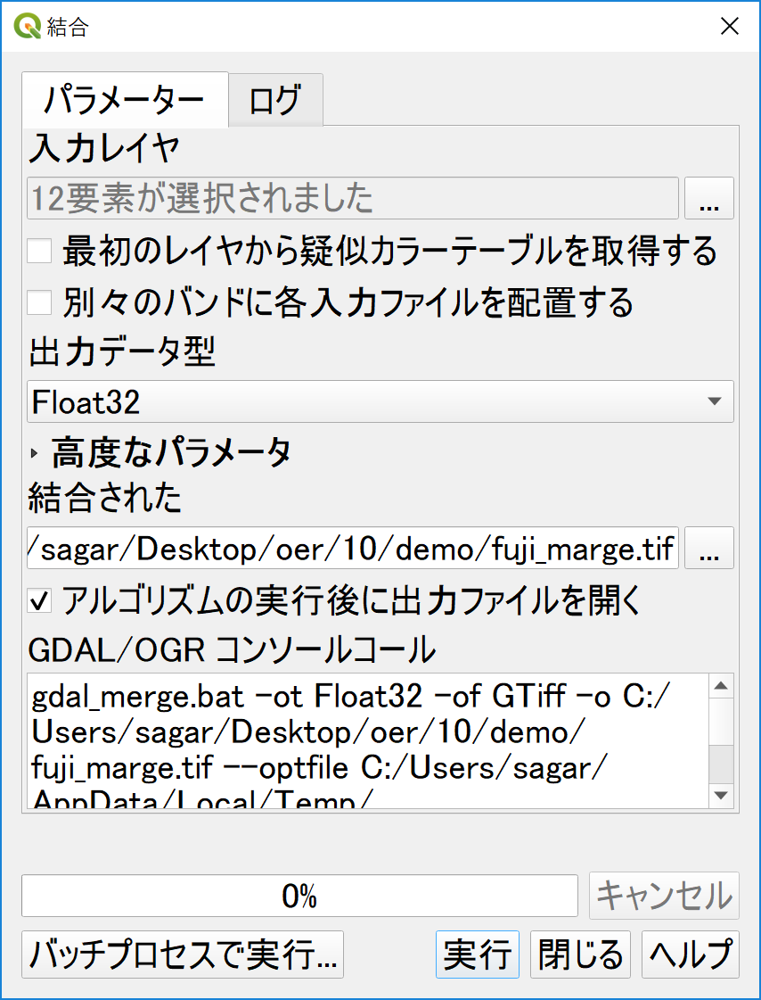 結合
パラメーター ログ
入力レイヤ
12要素が選択されました ...
最初のレイヤから疑似カラーテーブルを取得する
別々のバンドに各入力ファイルを配置する
出力データ型
Float32
高度なパラメータ
結合された
/sagar/Desktop/oer/10/demo/fuji_marge.tif ...
アルゴリズムの実行後に出力ファイルを開く
GDAL/OGR コンソールコール
gdal_merge.bat -ot Float32 -of GTiff -o C:/
Users/sagar/Desktop/oer/10/demo/
fuji_marge.tif --optfile C:/Users/sagar/
AppData/Local/Temp/
0% キャンセル
バッチプロセスで実行... 実行 閉じる ヘルプ